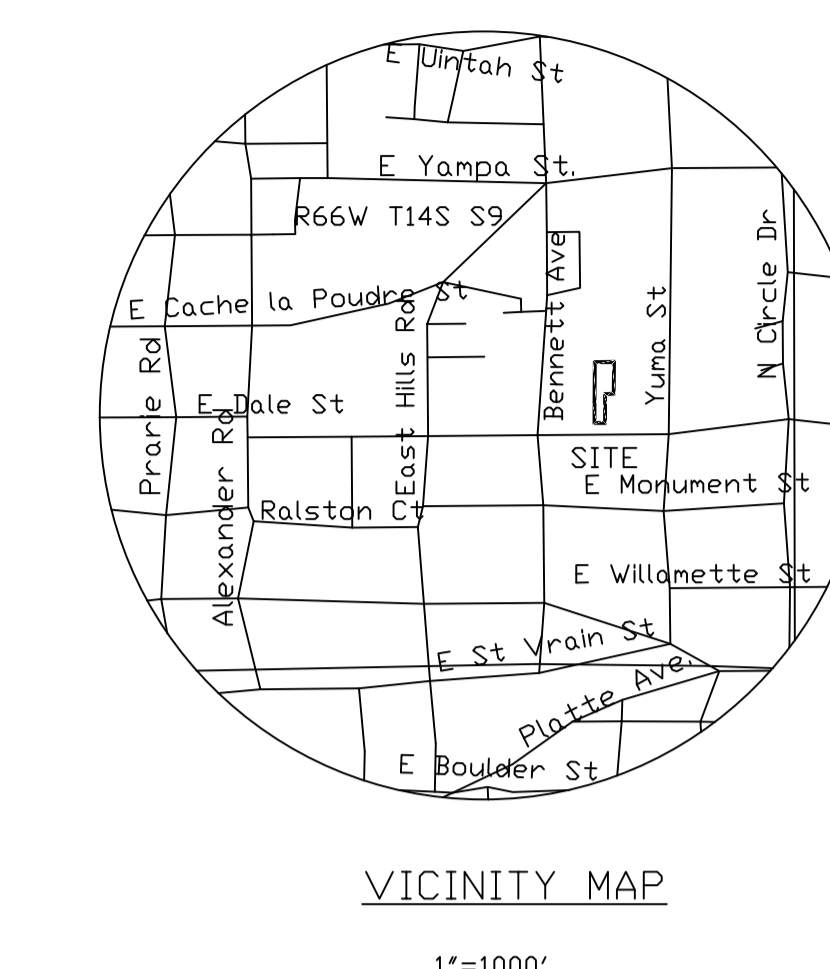 E Uintah St
E Yampa St.
R66W T14S S9
E Cache la Poudre St
N Circle Dr
Bennett Ave
Yuma St
East Hills Rd
Prarie Rd
E Dale St
Alexander Rd
SITE
E Monument St
Ralston Ct
E Willamette St
E St Vrain St
Platte Ave.
E Boulder St
VICINITY MAP
1"=1000'